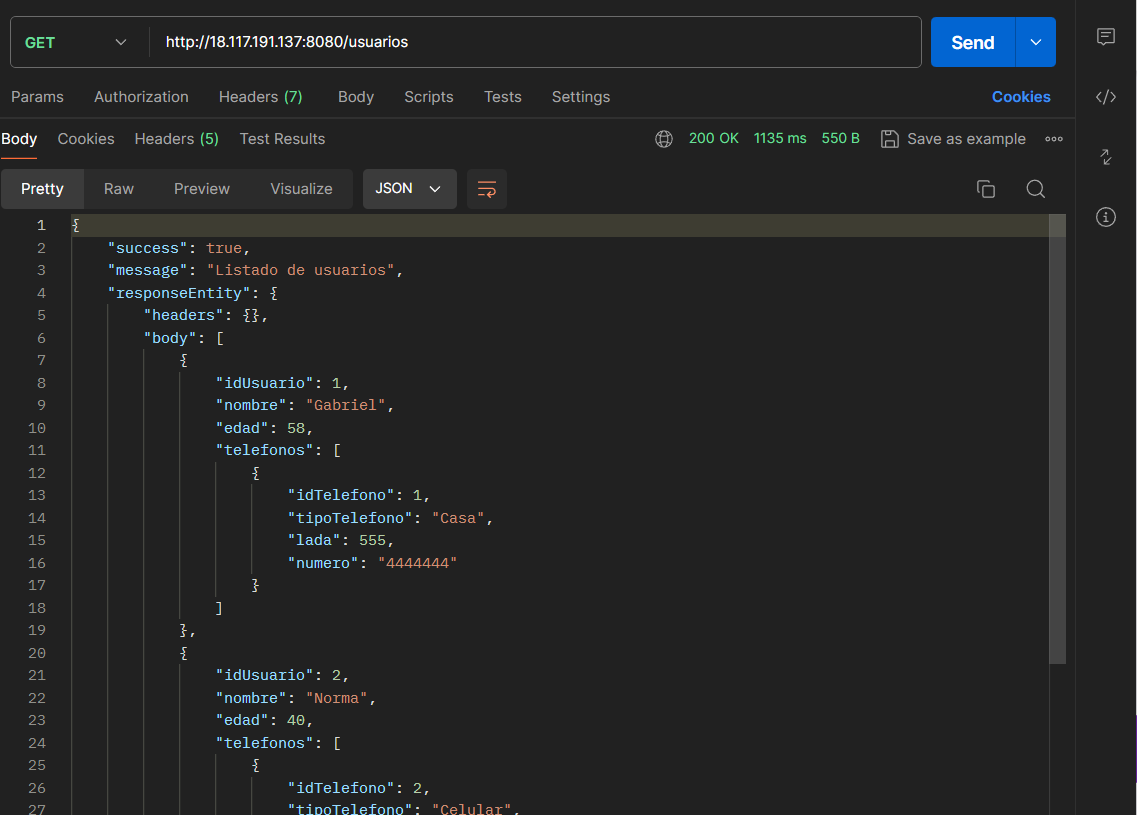 GET http://18.117.191.137:8080/usuarios Send
Params Authorization Headers (7) Body Scripts Tests Settings Cookies
Body Cookies Headers (5) Test Results 200 OK 1135 ms 550 B Save as example
Pretty Raw Preview Visualize JSON
1 {
2 "success": true,
3 "message": "Listado de usuarios",
4 "responseEntity": {
5 "headers": {},
6 "body": [
7 {
8 "idUsuario": 1,
9 "nombre": "Gabriel",
10 "edad": 58,
11 "telefonos": [
12 {
13 "idTelefono": 1,
14 "tipoTelefono": "Casa",
15 "lada": 555,
16 "numero": "4444444"
17 }
18 ]
19 },
20 {
21 "idUsuario": 2,
22 "nombre": "Norma",
23 "edad": 40,
24 "telefonos": [
25 {
26 "idTelefono": 2,
27 "tipoTelefono": "Celular",